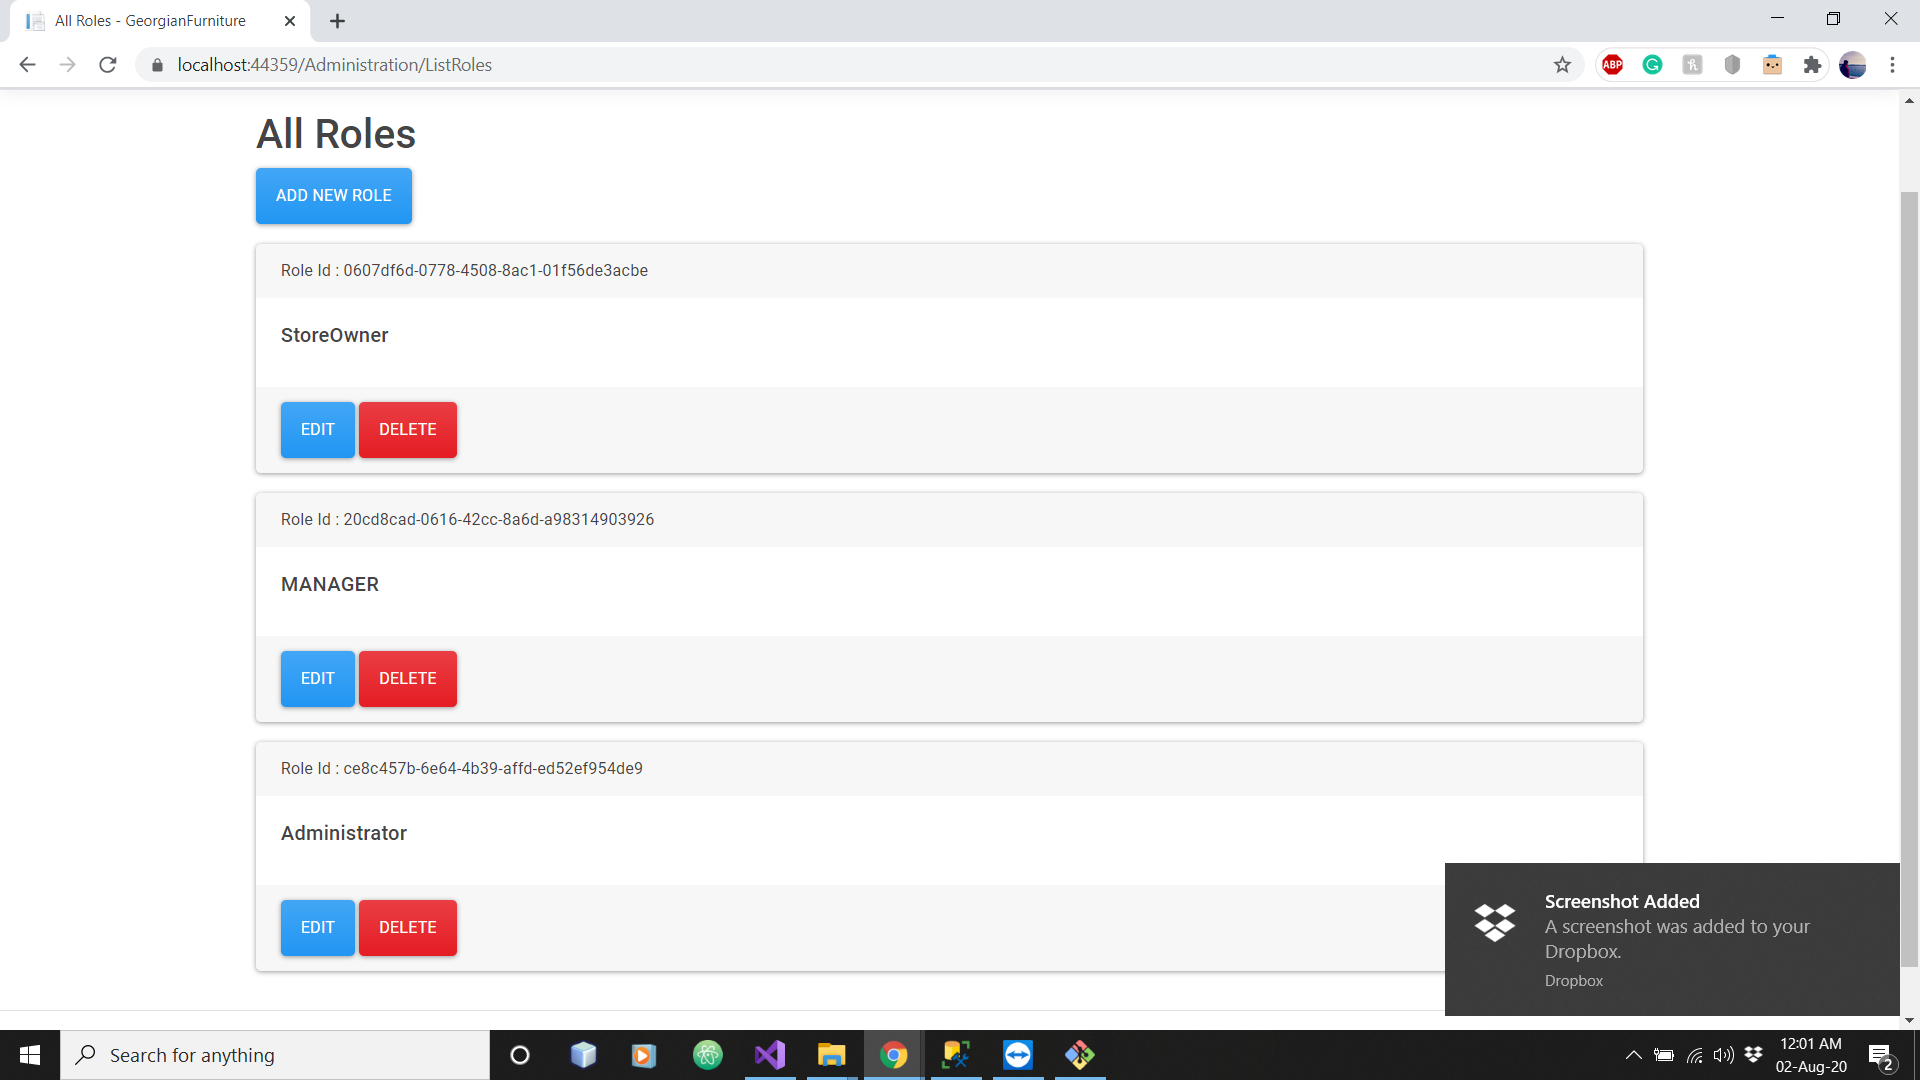 All Roles - GeorgianFurniture
localhost:44359/Administration/ListRoles
ABP
All Roles
ADD NEW ROLE
Role Id : 0607df6d-0778-4508-8ac1-01f56de3acbe
StoreOwner
EDIT DELETE
Role Id : 20cd8cad-0616-42cc-8a6d-a98314903926
MANAGER
EDIT DELETE
Role Id : ce8c457b-6e64-4b39-affd-ed52ef954de9
Administrator
EDIT DELETE
Screenshot Added
A screenshot was added to your
Dropbox.
Dropbox
Search for anything
12:01 AM
02-Aug-20
2